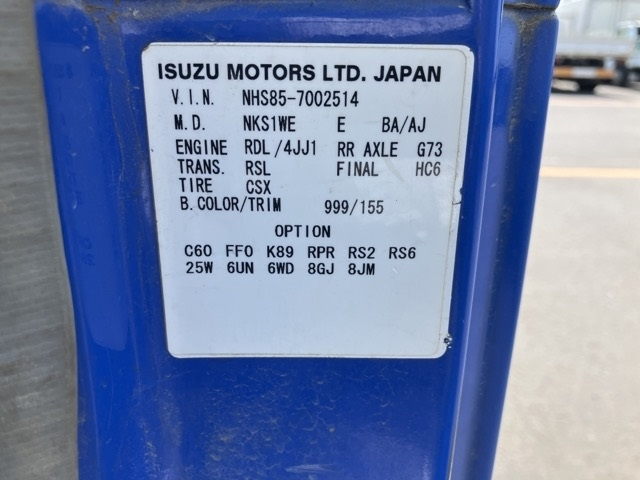 ISUZU MOTORS LTD. JAPAN
V.I.N. NHS85-7002514
M.D. NKS1WE E BA/AJ
ENGINE RDL/4JJ1 RR AXLE G73
TRANS. RSL FINAL HC6
TIRE CSX
B.COLOR/TRIM 999/155
OPTION
C60 FF0 K89 RPR RS2 RS6
25W 6UN 6WD 8GJ 8JM